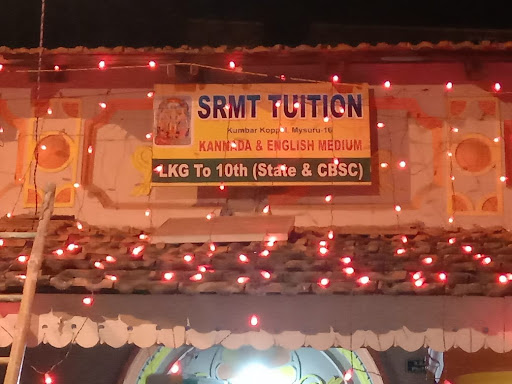 SRMT TUITION
Kumbar Koppal, Mysuru-16
KANNADA & ENGLISH MEDIUM
LKG To 10th (State & CBSC)